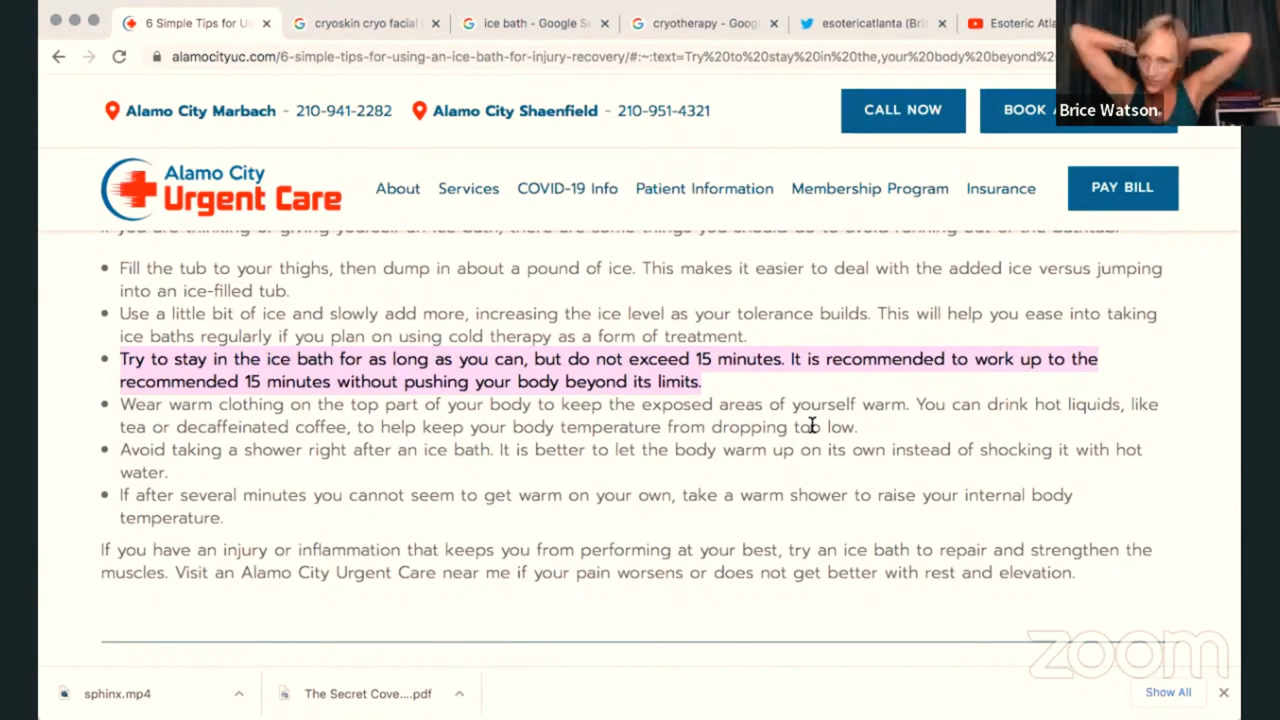 6 Simple Tips for U
cryoskin cryo facial
ice bath - Google Se
cryotherapy - Goog
esotericatlanta (Bri
Esoteric Atl
alamocityuc.com/6-simple-tips-for-using-an-ice-bath-for-injury-recovery/#:~:text=Try%20to%20stay%20in%20the,your%20body%20beyond%2
Alamo City Marbach - 210-941-2282
Alamo City Shaenfield - 210-951-4321
CALL NOW
BOOK
Brice Watson
Alamo City
Urgent Care
About
Services
COVID-19 Info
Patient Information
Membership Program
Insurance
PAY BILL
Fill the tub to your thighs, then dump in about a pound of ice. This makes it easier to deal with the added ice versus jumping
into an ice-filled tub.
Use a little bit of ice and slowly add more, increasing the ice level as your tolerance builds. This will help you ease into taking
ice baths regularly if you plan on using cold therapy as a form of treatment.
Try to stay in the ice bath for as long as you can, but do not exceed 15 minutes. It is recommended to work up to the
recommended 15 minutes without pushing your body beyond its limits.
Wear warm clothing on the top part of your body to keep the exposed areas of yourself warm. You can drink hot liquids, like
tea or decaffeinated coffee, to help keep your body temperature from dropping too low.
Avoid taking a shower right after an ice bath. It is better to let the body warm up on its own instead of shocking it with hot
water.
If after several minutes you cannot seem to get warm on your own, take a warm shower to raise your internal body
temperature.
If you have an injury or inflammation that keeps you from performing at your best, try an ice bath to repair and strengthen the
muscles. Visit an Alamo City Urgent Care near me if your pain worsens or does not get better with rest and elevation.
zoom
sphinx.mp4
The Secret Cove....pdf
Show All